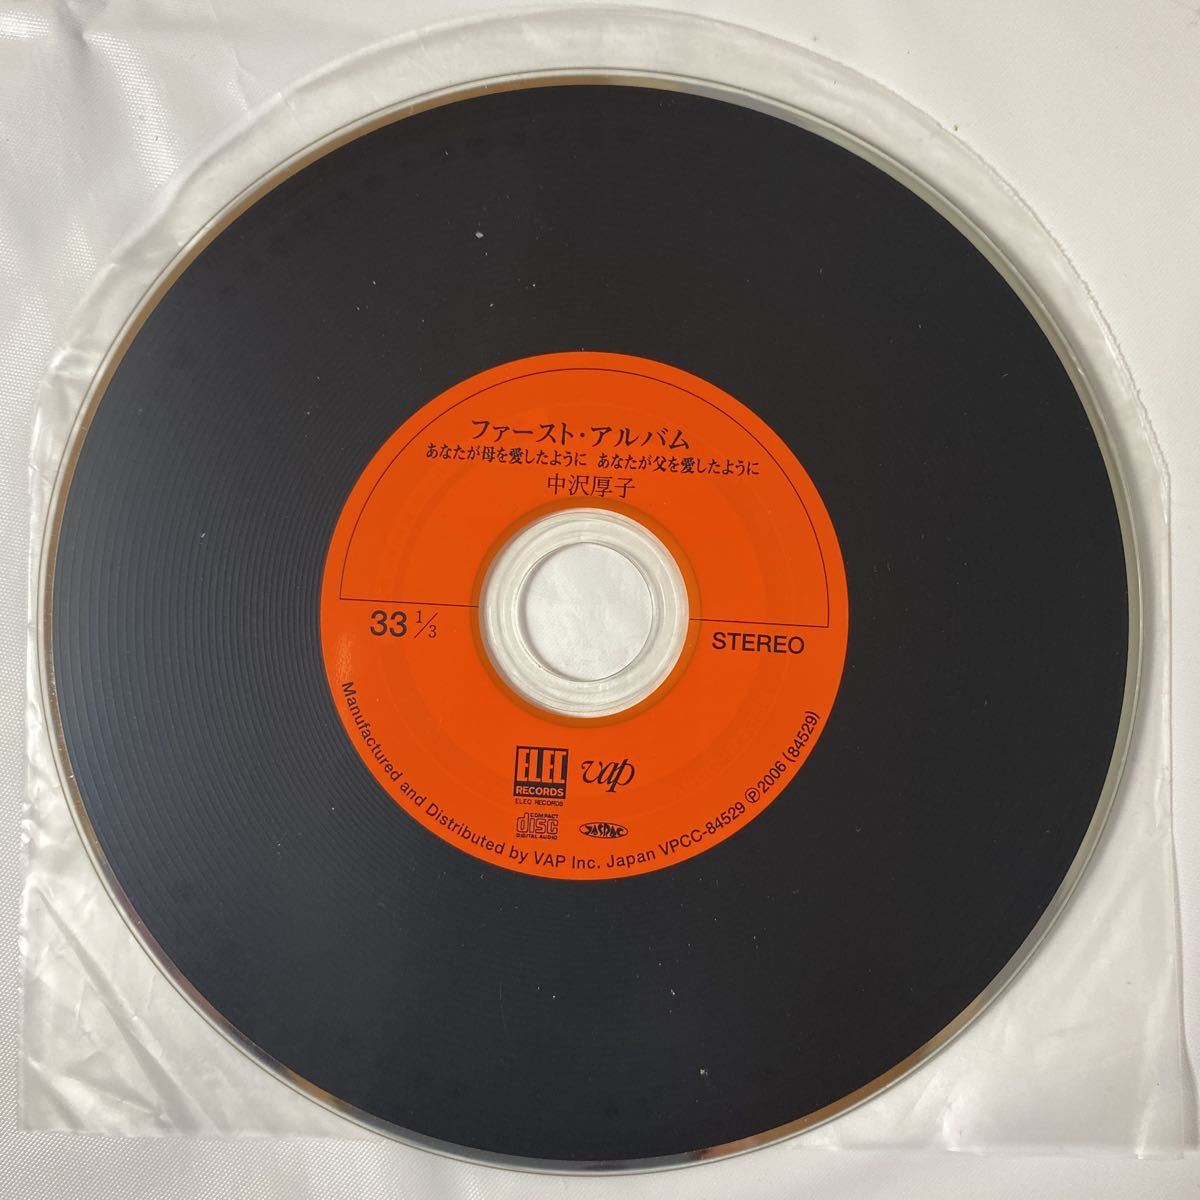 ファースト・アルバム
あなたが母を愛したように あなたが父を愛したように
中沢厚子
33 1/3
STEREO
ELEC
RECORDS
ELEC RECORDS
vap
COMPACT
disc
DIGITAL AUDIO
JASRAC
Manufactured and Distributed by VAP Inc. Japan VPCC-84529 ℗2006 (84529)